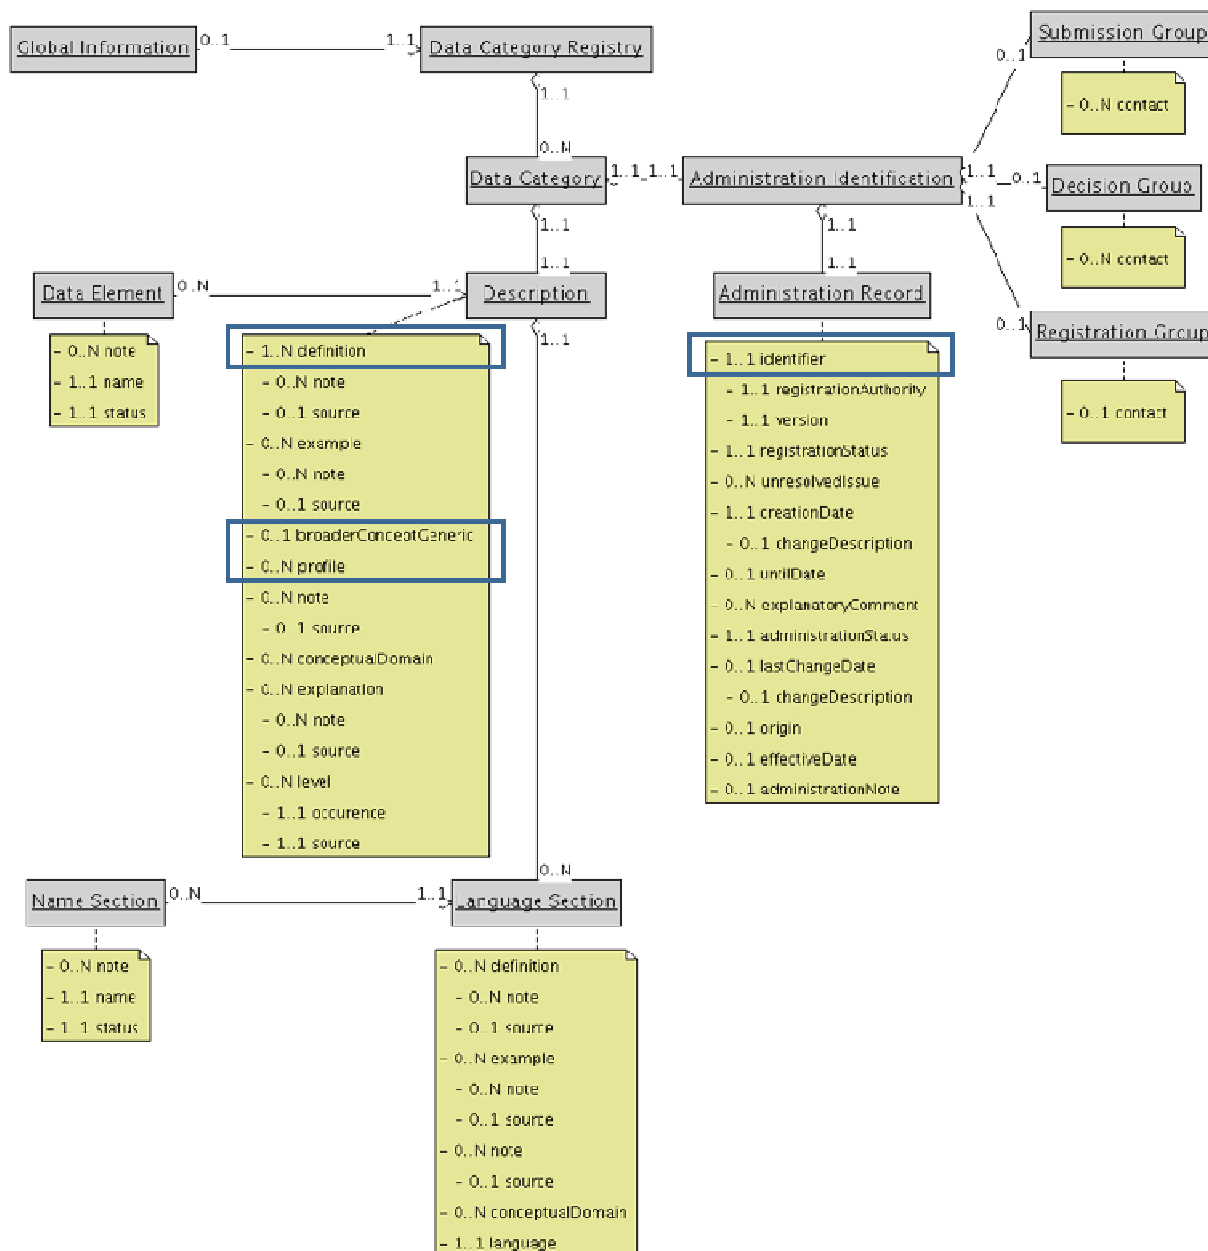 Global Information
0..1
1..1
Data Category Registry
1..1
0..N
Submission Group
0..1
- 0..N contact
Data Category
1..1
1..1
Administration Identification
1..1
0..1
Decision Group
1..1
- 0..N contact
1..1
1..1
1..1
1..1
Data Element
0..N
1..1
Description
1..1
Administration Record
0..1
Registration Group
- 0..1 contact
- 0..N note
- 1..1 name
- 1..1 status
- 1..N definition
- 0..N note
- 0..1 source
- 0..N example
- 0..N note
- 0..1 source
- 0..1 broaderConceptGeneric
- 0..N profile
- 0..N note
- 0..1 source
- 0..N conceptualDomain
- 0..N explanation
- 0..N note
- 0..1 source
- 0..N level
- 1..1 occurence
- 1..1 source
- 1..1 identifier
- 1..1 registrationAuthority
- 1..1 version
- 1..1 registrationStatus
- 0..N unresolvedIssue
- 1..1 creationDate
- 0..1 changeDescription
- 0..1 untilDate
- 0..N explanatoryComment
- 1..1 administrationStatus
- 0..1 lastChangeDate
- 0..1 changeDescription
- 0..1 origin
- 0..1 effectiveDate
- 0..1 administrationNote
0..N
Name Section
0..N
1..1
Language Section
- 0..N note
- 1..1 name
- 1..1 status
- 0..N definition
- 0..N note
- 0..1 source
- 0..N example
- 0..N note
- 0..1 source
- 0..N note
- 0..1 source
- 0..N conceptualDomain
- 1..1 language